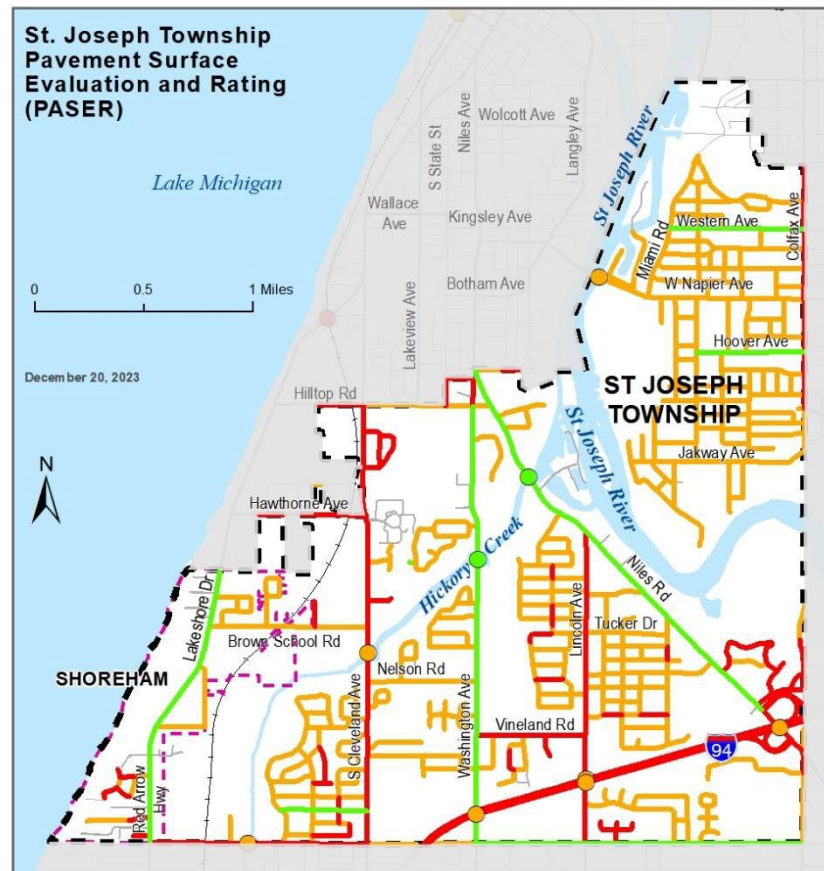 St. Joseph Township
Pavement Surface
Evaluation and Rating
(PASER)
Lake Michigan
0 0.5 1 Miles
December 20, 2023
N
Wolcott Ave
S State St
Niles Ave
Langley Ave
Wallace
Ave
Kingsley Ave
Botham Ave
Lakeview Ave
Hilltop Rd
St Joseph River
Miami Rd
Western Ave
Colfax Ave
W Napier Ave
Hoover Ave
ST JOSEPH
TOWNSHIP
St Joseph River
Jakway Ave
Hawthorne Ave
Hickory Creek
Niles Rd
Lakeshore Dr
Brown School Rd
SHOREHAM
S Cleveland Ave
Nelson Rd
Washington Ave
Lincoln Ave
Tucker Dr
Vineland Rd
94
Red Arrow
Hwy